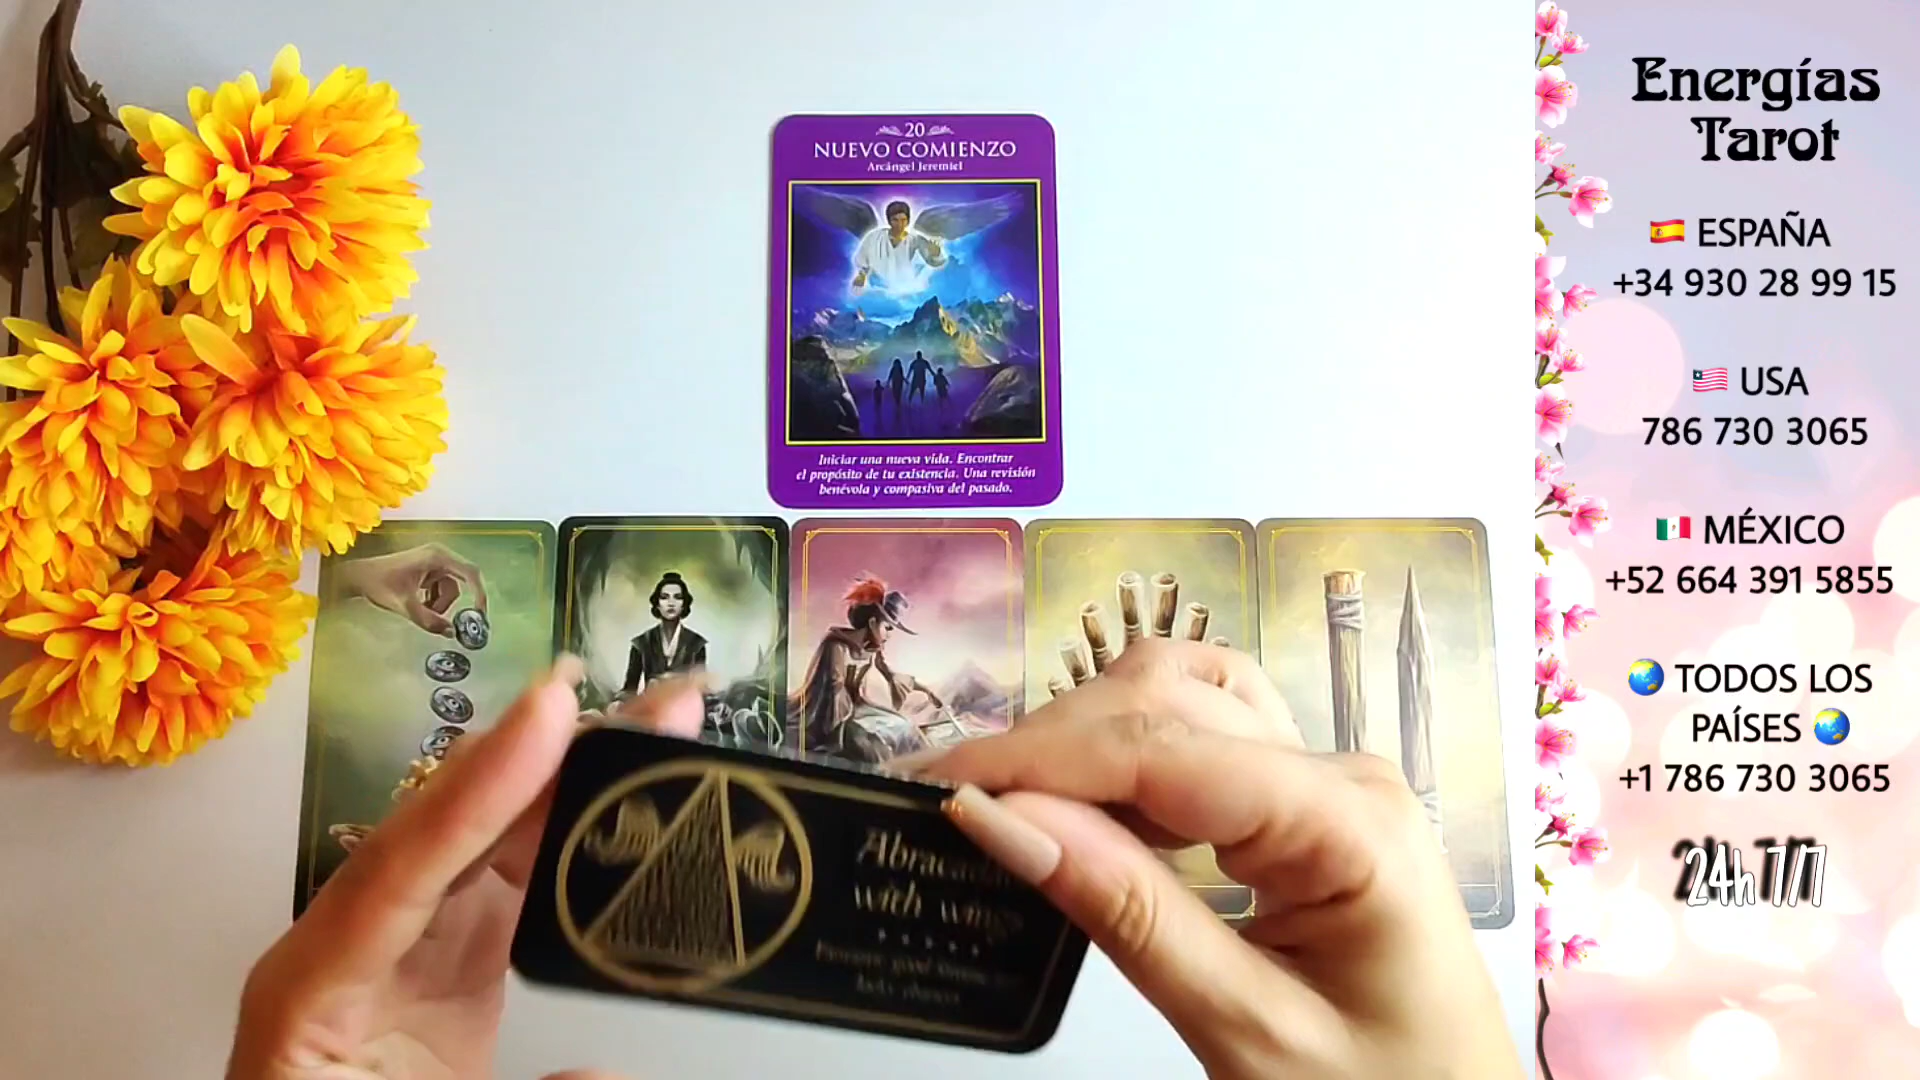 20
NUEVO COMIENZO
Arcángel Jeremiel
Iniciar una nueva vida. Encontrar
el propósito de tu existencia. Una revisión
benévola y compasiva del pasado.
with wings
Energías
Tarot
ESPAÑA
+34 930 28 99 15
USA
786 730 3065
MÉXICO
+52 664 391 5855
TODOS LOS
PAÍSES
+1 786 730 3065
24h 7/7